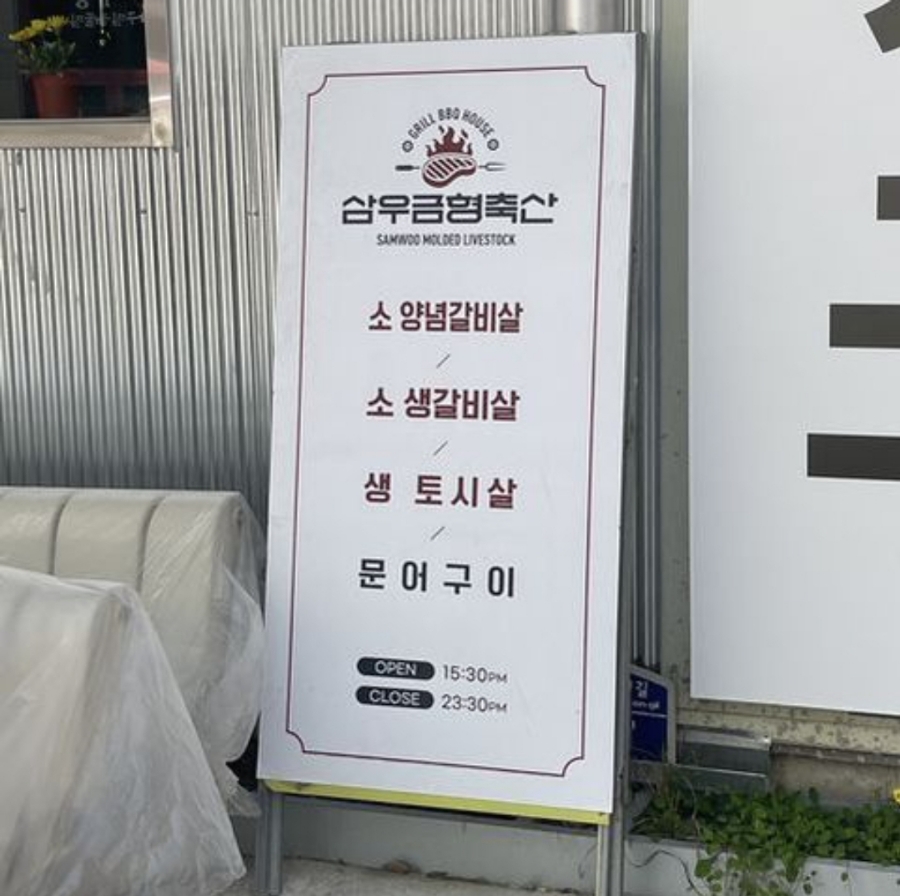 GRILL BBQ HOUSE
삼우금형축산
SAMWOO MOLDED LIVESTOCK
소 양념갈비살
/
소 생갈비살
/
생 토시살
/
문어구이
OPEN 15:30PM
CLOSE 23:30PM
길